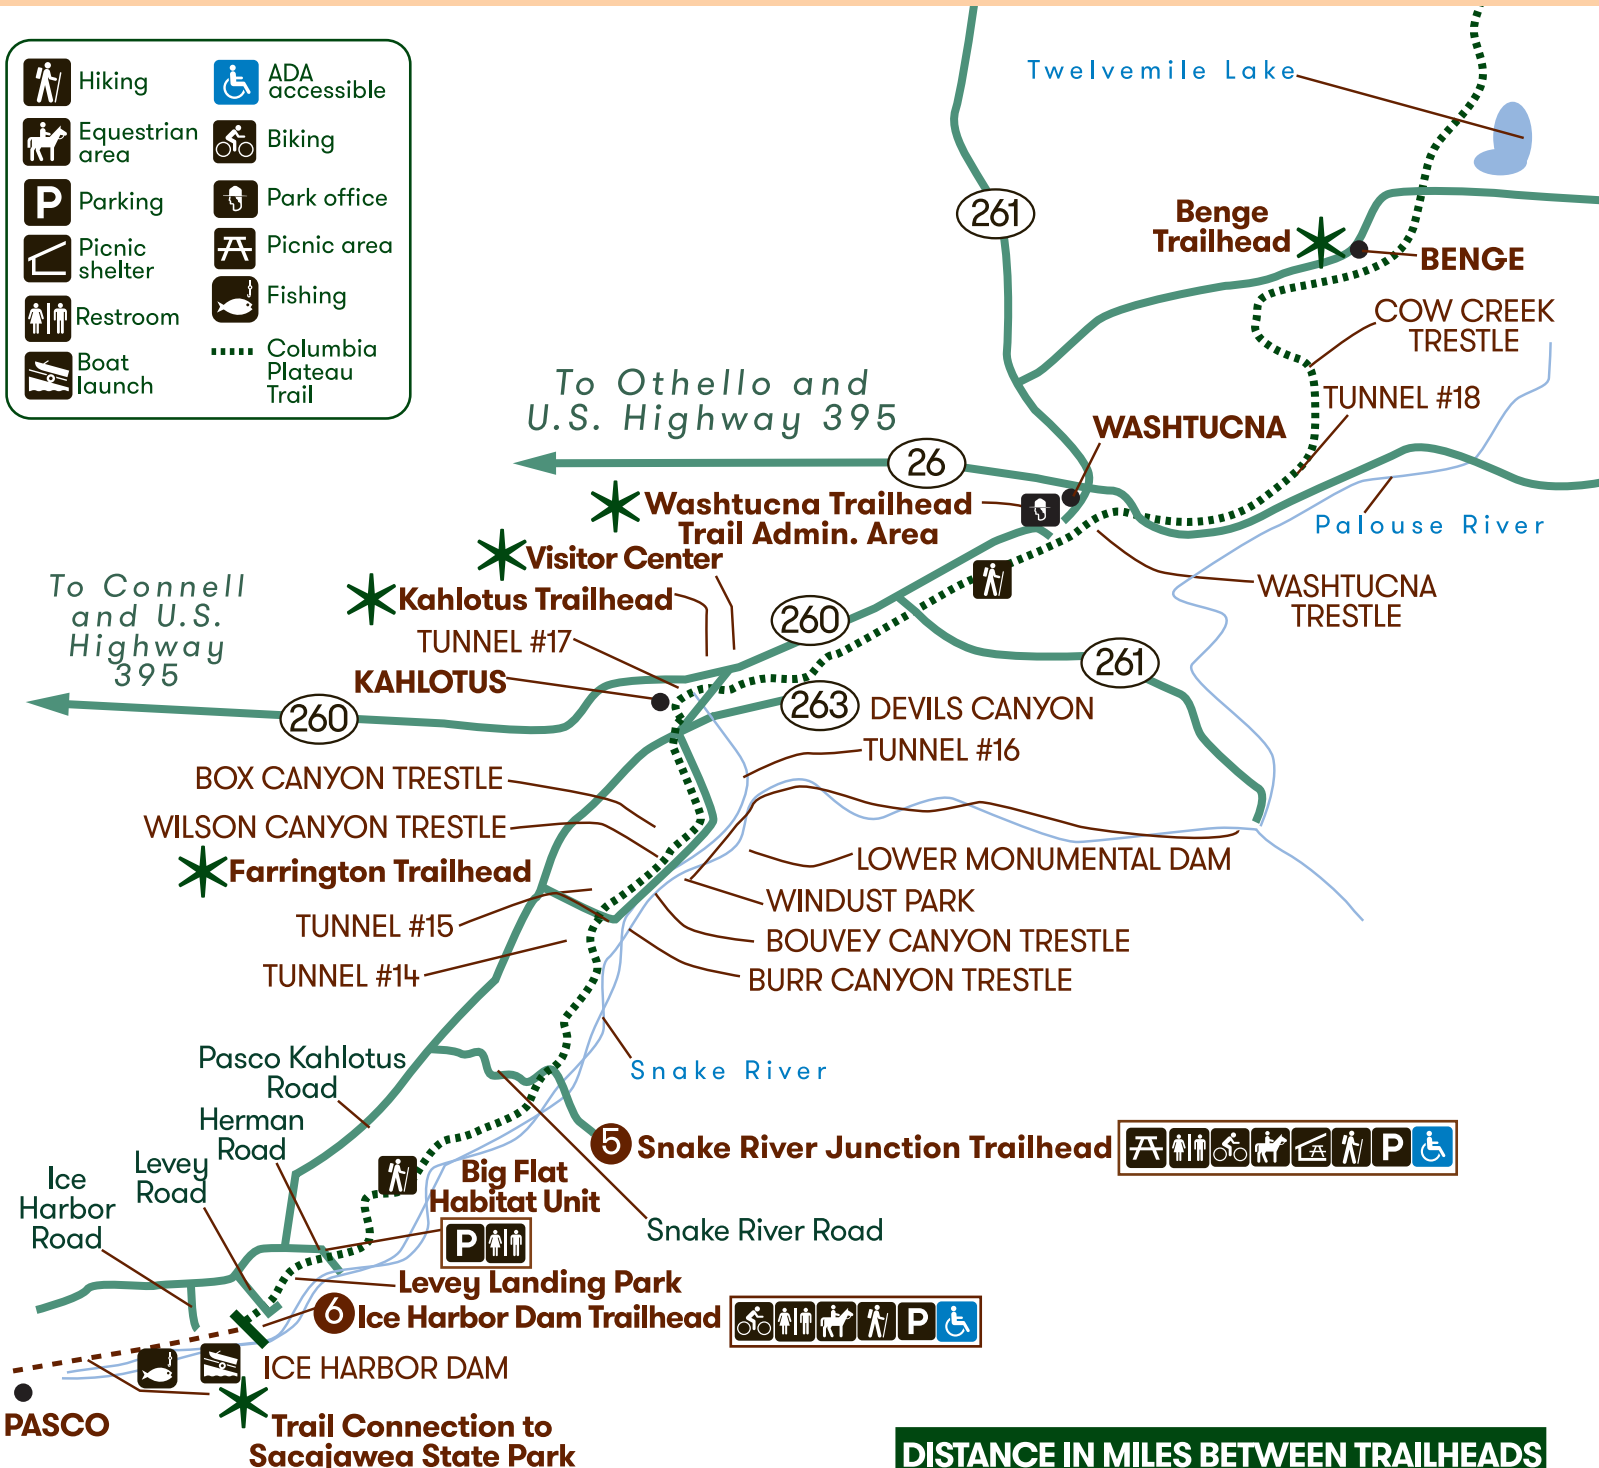 Hiking
ADA
accessible
Equestrian
area
Biking
P
Parking
Park office
Picnic
shelter
Picnic area
Restroom
Fishing
Boat
launch
Columbia
Plateau
Trail
Twelvemile Lake
261
Benge
Trailhead
BENGE
COW CREEK
TRESTLE
To Othello and
U.S. Highway 395
TUNNEL #18
WASHTUCNA
26
Washtucna Trailhead
Trail Admin. Area
Palouse River
Visitor Center
To Connell
and U.S.
Highway
395
Kahlotus Trailhead
WASHTUCNA
TRESTLE
260
TUNNEL #17
261
KAHLOTUS
260
263
DEVILS CANYON
TUNNEL #16
BOX CANYON TRESTLE
WILSON CANYON TRESTLE
LOWER MONUMENTAL DAM
Farrington Trailhead
WINDUST PARK
TUNNEL #15
BOUVEY CANYON TRESTLE
TUNNEL #14
BURR CANYON TRESTLE
Pasco Kahlotus
Road
Snake River
Herman
Road
5 Snake River Junction Trailhead
P
Levey
Road
Big Flat
Habitat Unit
Ice
Harbor
Road
P
Snake River Road
Levey Landing Park
6 Ice Harbor Dam Trailhead
P
ICE HARBOR DAM
PASCO
Trail Connection to
Sacajawea State Park
DISTANCE IN MILES BETWEEN TRAILHEADS